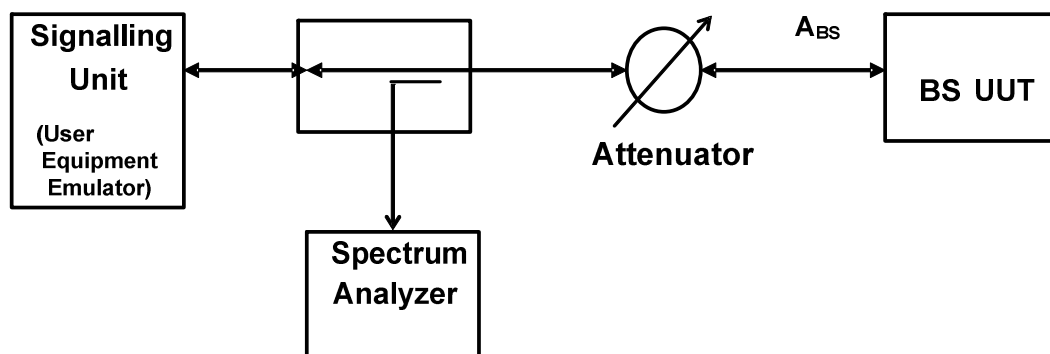 Signalling
Unit
(User
Equipment
Emulator)
Spectrum
Analyzer
Attenuator
ABS
BS UUT